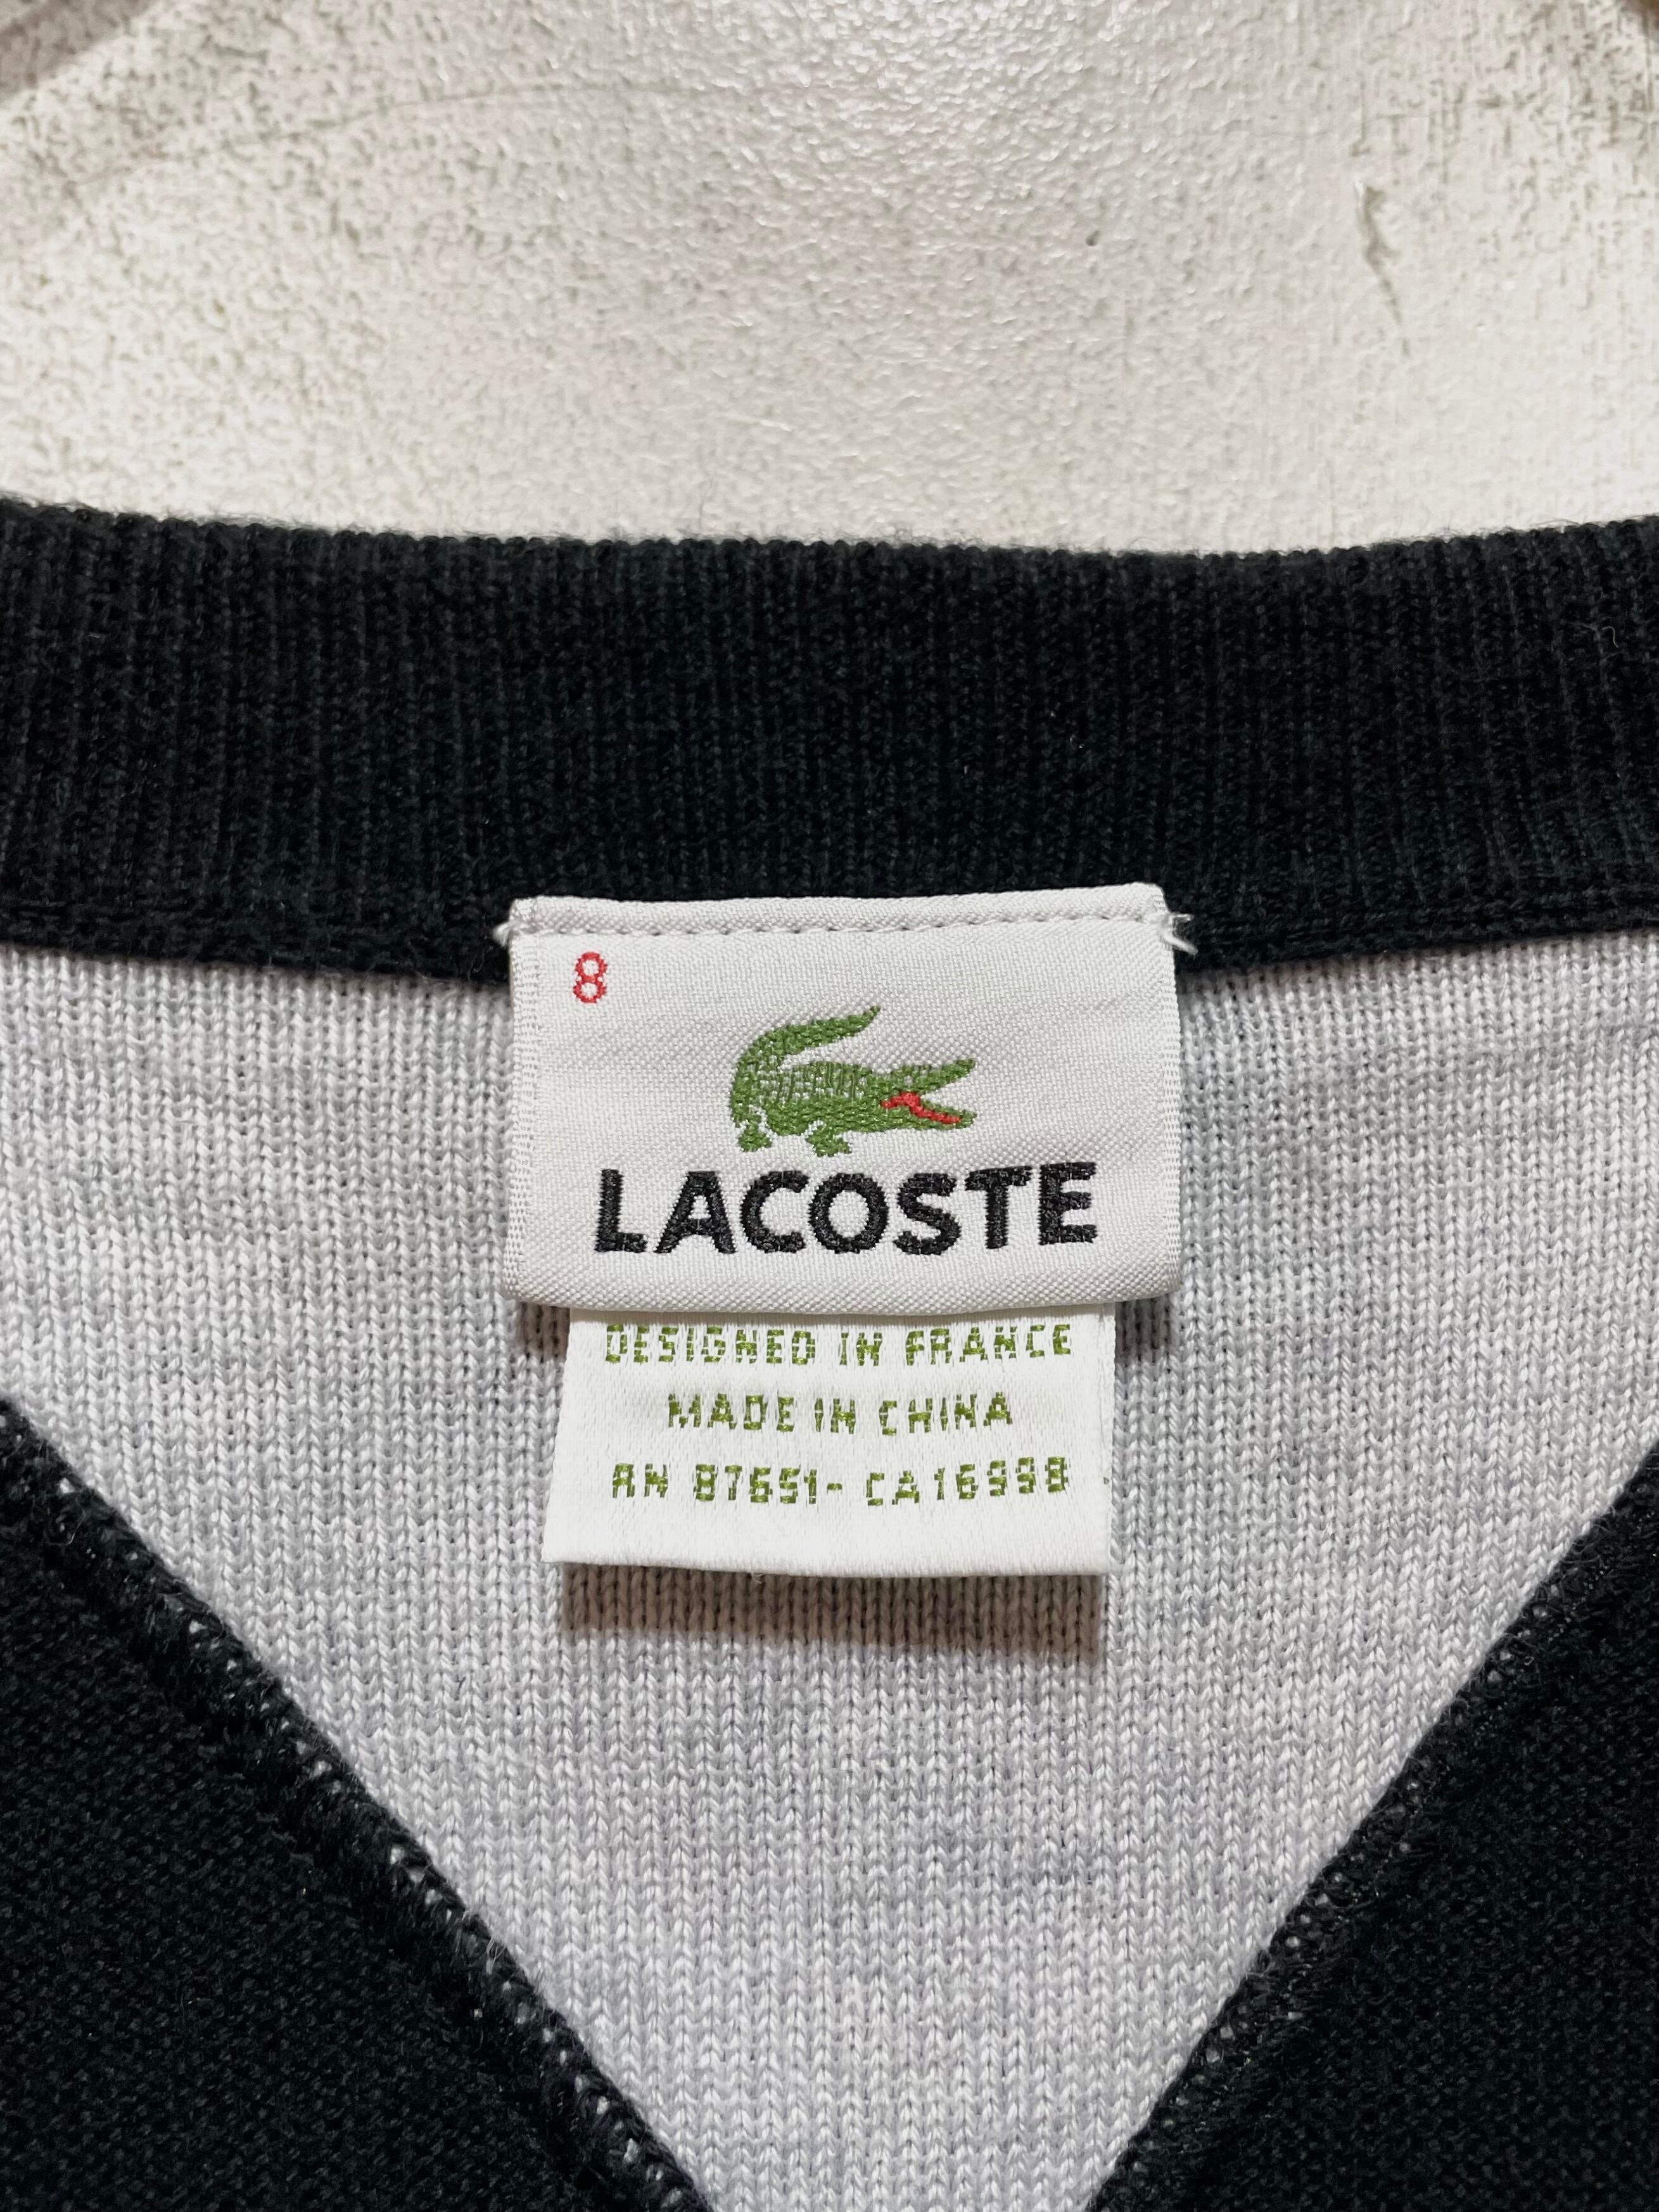 8
LACOSTE
DESIGNED IN FRANCE
MADE IN CHINA
RN 87651- CA16998